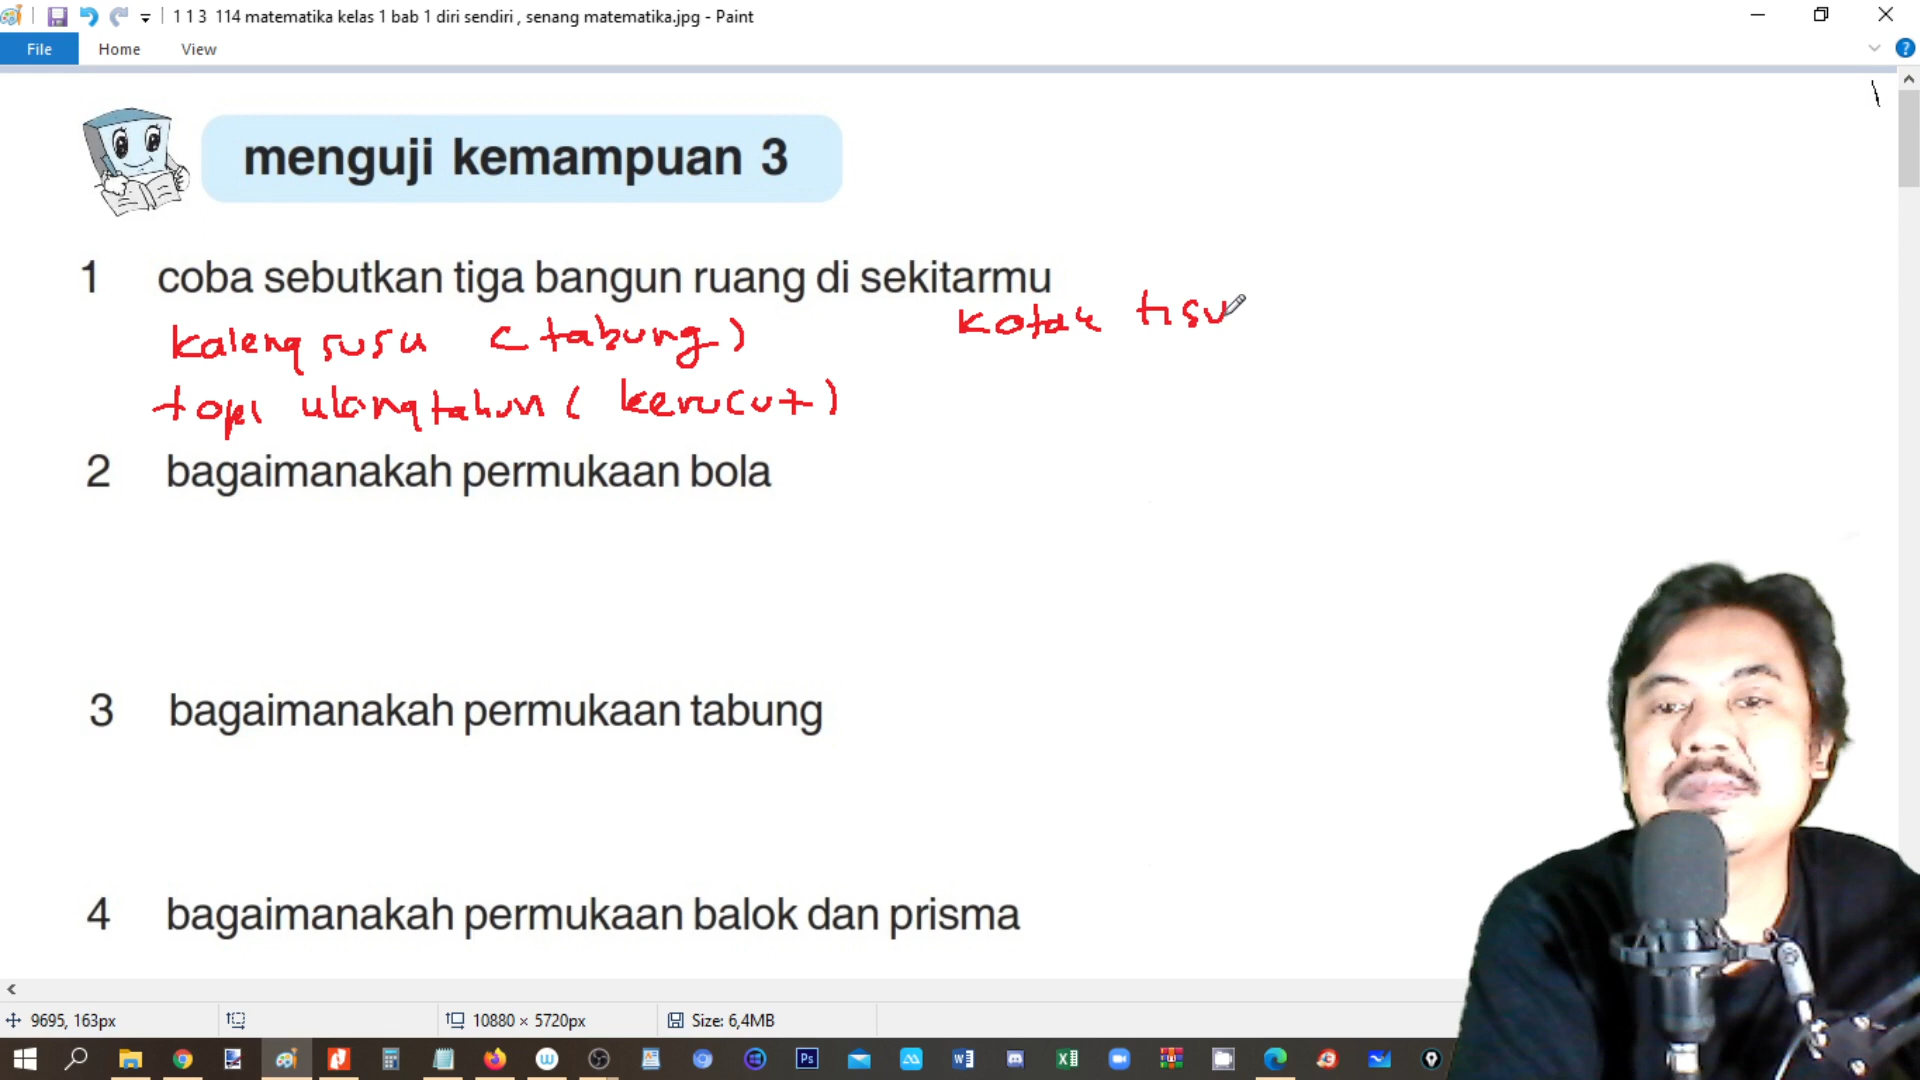 1 1 3 114 matematika kelas 1 bab 1 diri sendiri , senang matematika.jpg - Paint
File Home View
menguji kemampuan 3
1 coba sebutkan tiga bangun ruang di sekitarmu
kaleng susu (tabung) kotak tisu
topi ulang tahun (kerucut)
2 bagaimanakah permukaan bola
3 bagaimanakah permukaan tabung
4 bagaimanakah permukaan balok dan prisma
9695, 163px 10880 × 5720px Size: 6,4MB